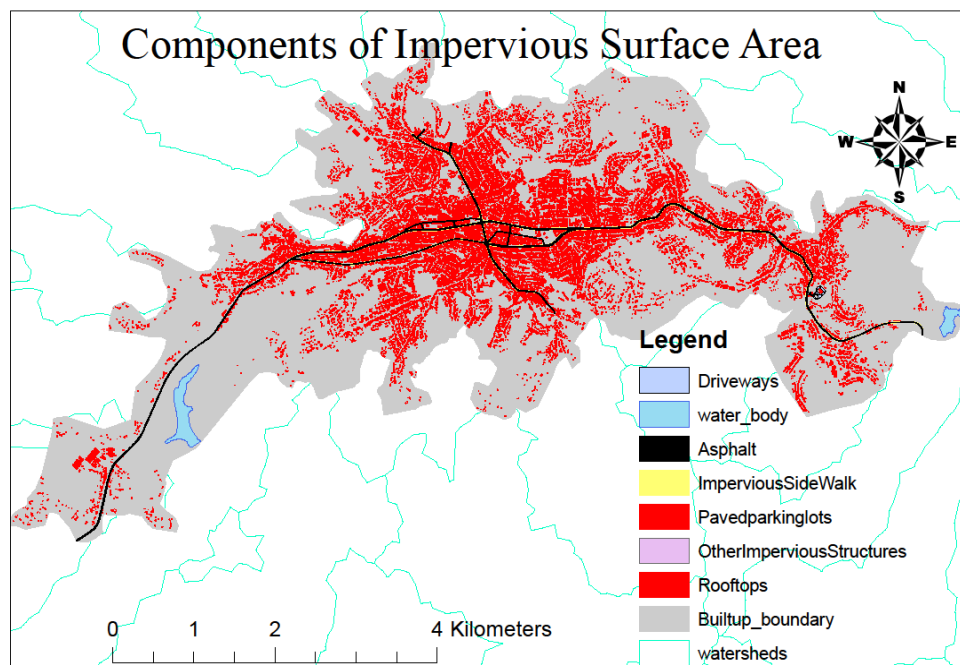 Components of Impervious Surface Area
N
W E
S
Legend
Driveways
water_body
Asphalt
ImperviousSideWalk
Pavedparkinglots
OtherImperviousStructures
Rooftops
Builtup_boundary
watersheds
0 1 2 4 Kilometers